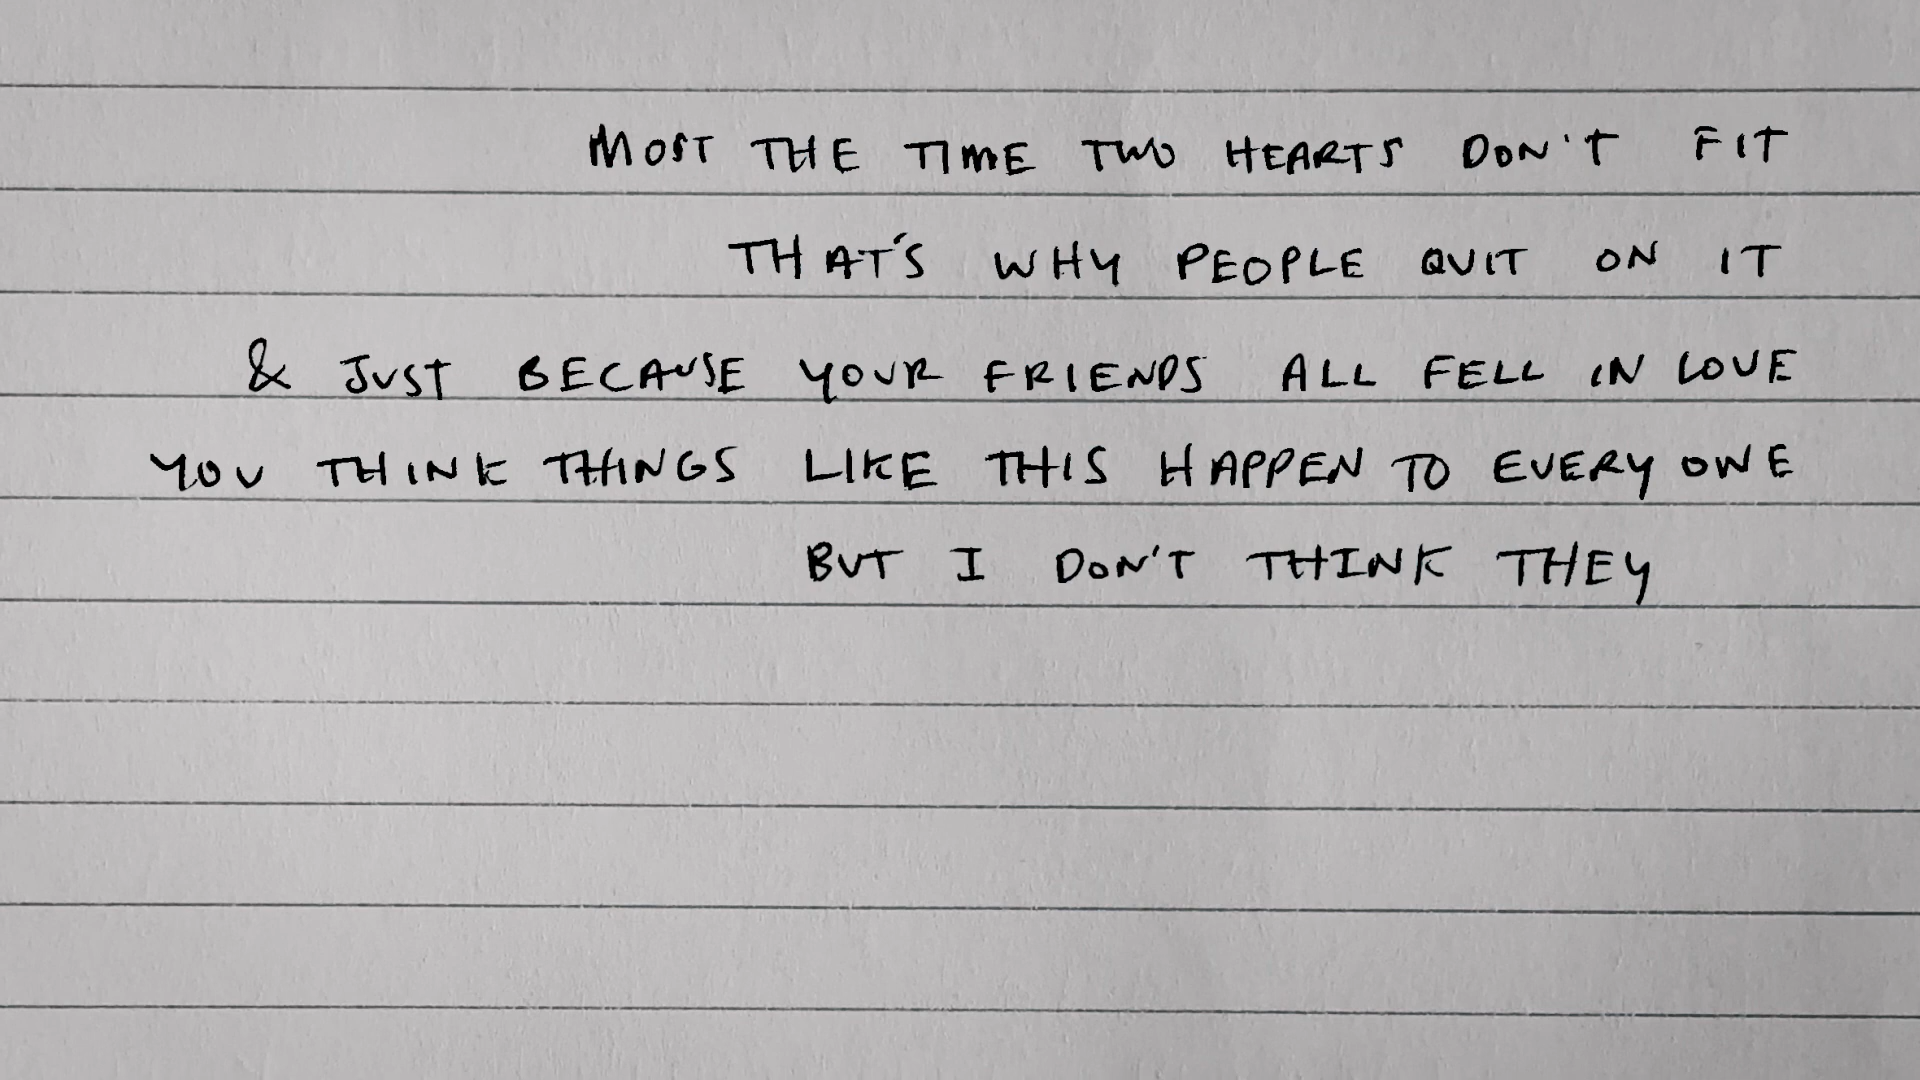 MOST THE TIME TWO HEARTS DON'T FIT
THAT'S WHY PEOPLE QUIT ON IT
& JUST BECAUSE YOUR FRIENDS ALL FELL IN LOVE
YOU THINK THINGS LIKE THIS HAPPEN TO EVERYONE
BUT I DON'T THINK THEY